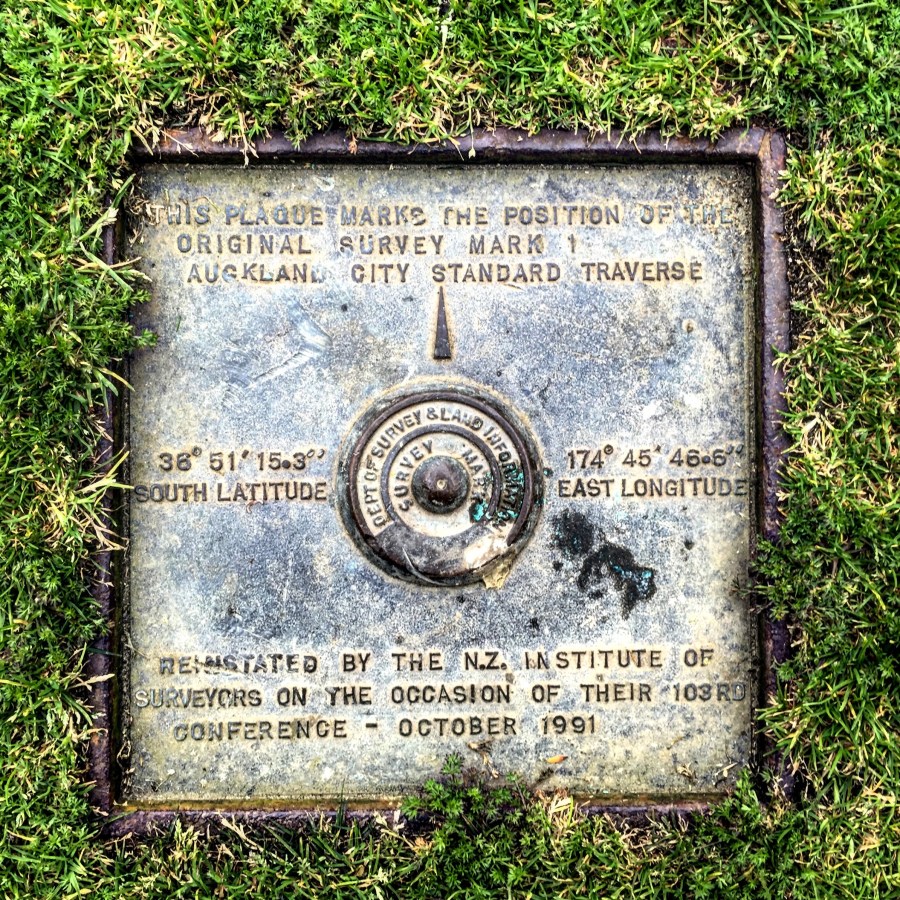 THIS PLAQUE MARKS THE POSITION OF THE
ORIGINAL SURVEY MARK 1
AUCKLAND CITY STANDARD TRAVERSE
DEPT OF SURVEY & LAND INFORMATION
SURVEY MARK
36° 51' 15.3"
SOUTH LATITUDE
174° 45' 46.6"
EAST LONGITUDE
REINSTATED BY THE N.Z. INSTITUTE OF
SURVEYORS ON THE OCCASION OF THEIR 103RD
CONFERENCE - OCTOBER 1991